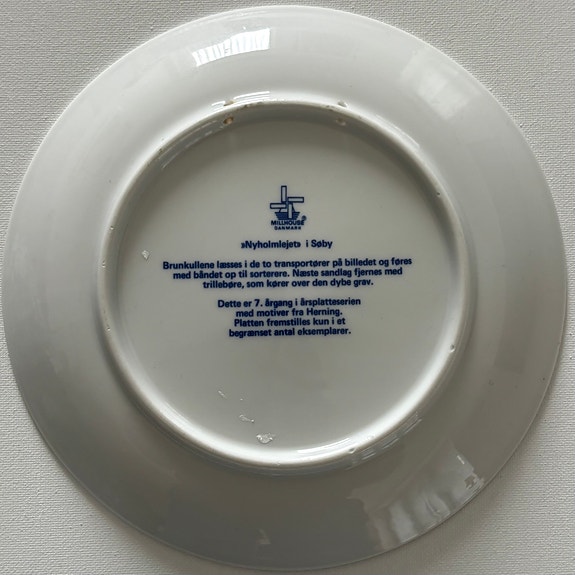 MILLHOUSE®
DANMARK
»Nyholmlejet« i Søby
Brunkullene læsses i de to transportører på billedet og føres
med båndet op til sorterere. Næste sandlag fjernes med
trillebøre, som kører over den dybe grav.
Dette er 7. årgang i årsplatteserien
med motiver fra Herning.
Platten fremstilles kun i et
begrænset antal eksemplarer.